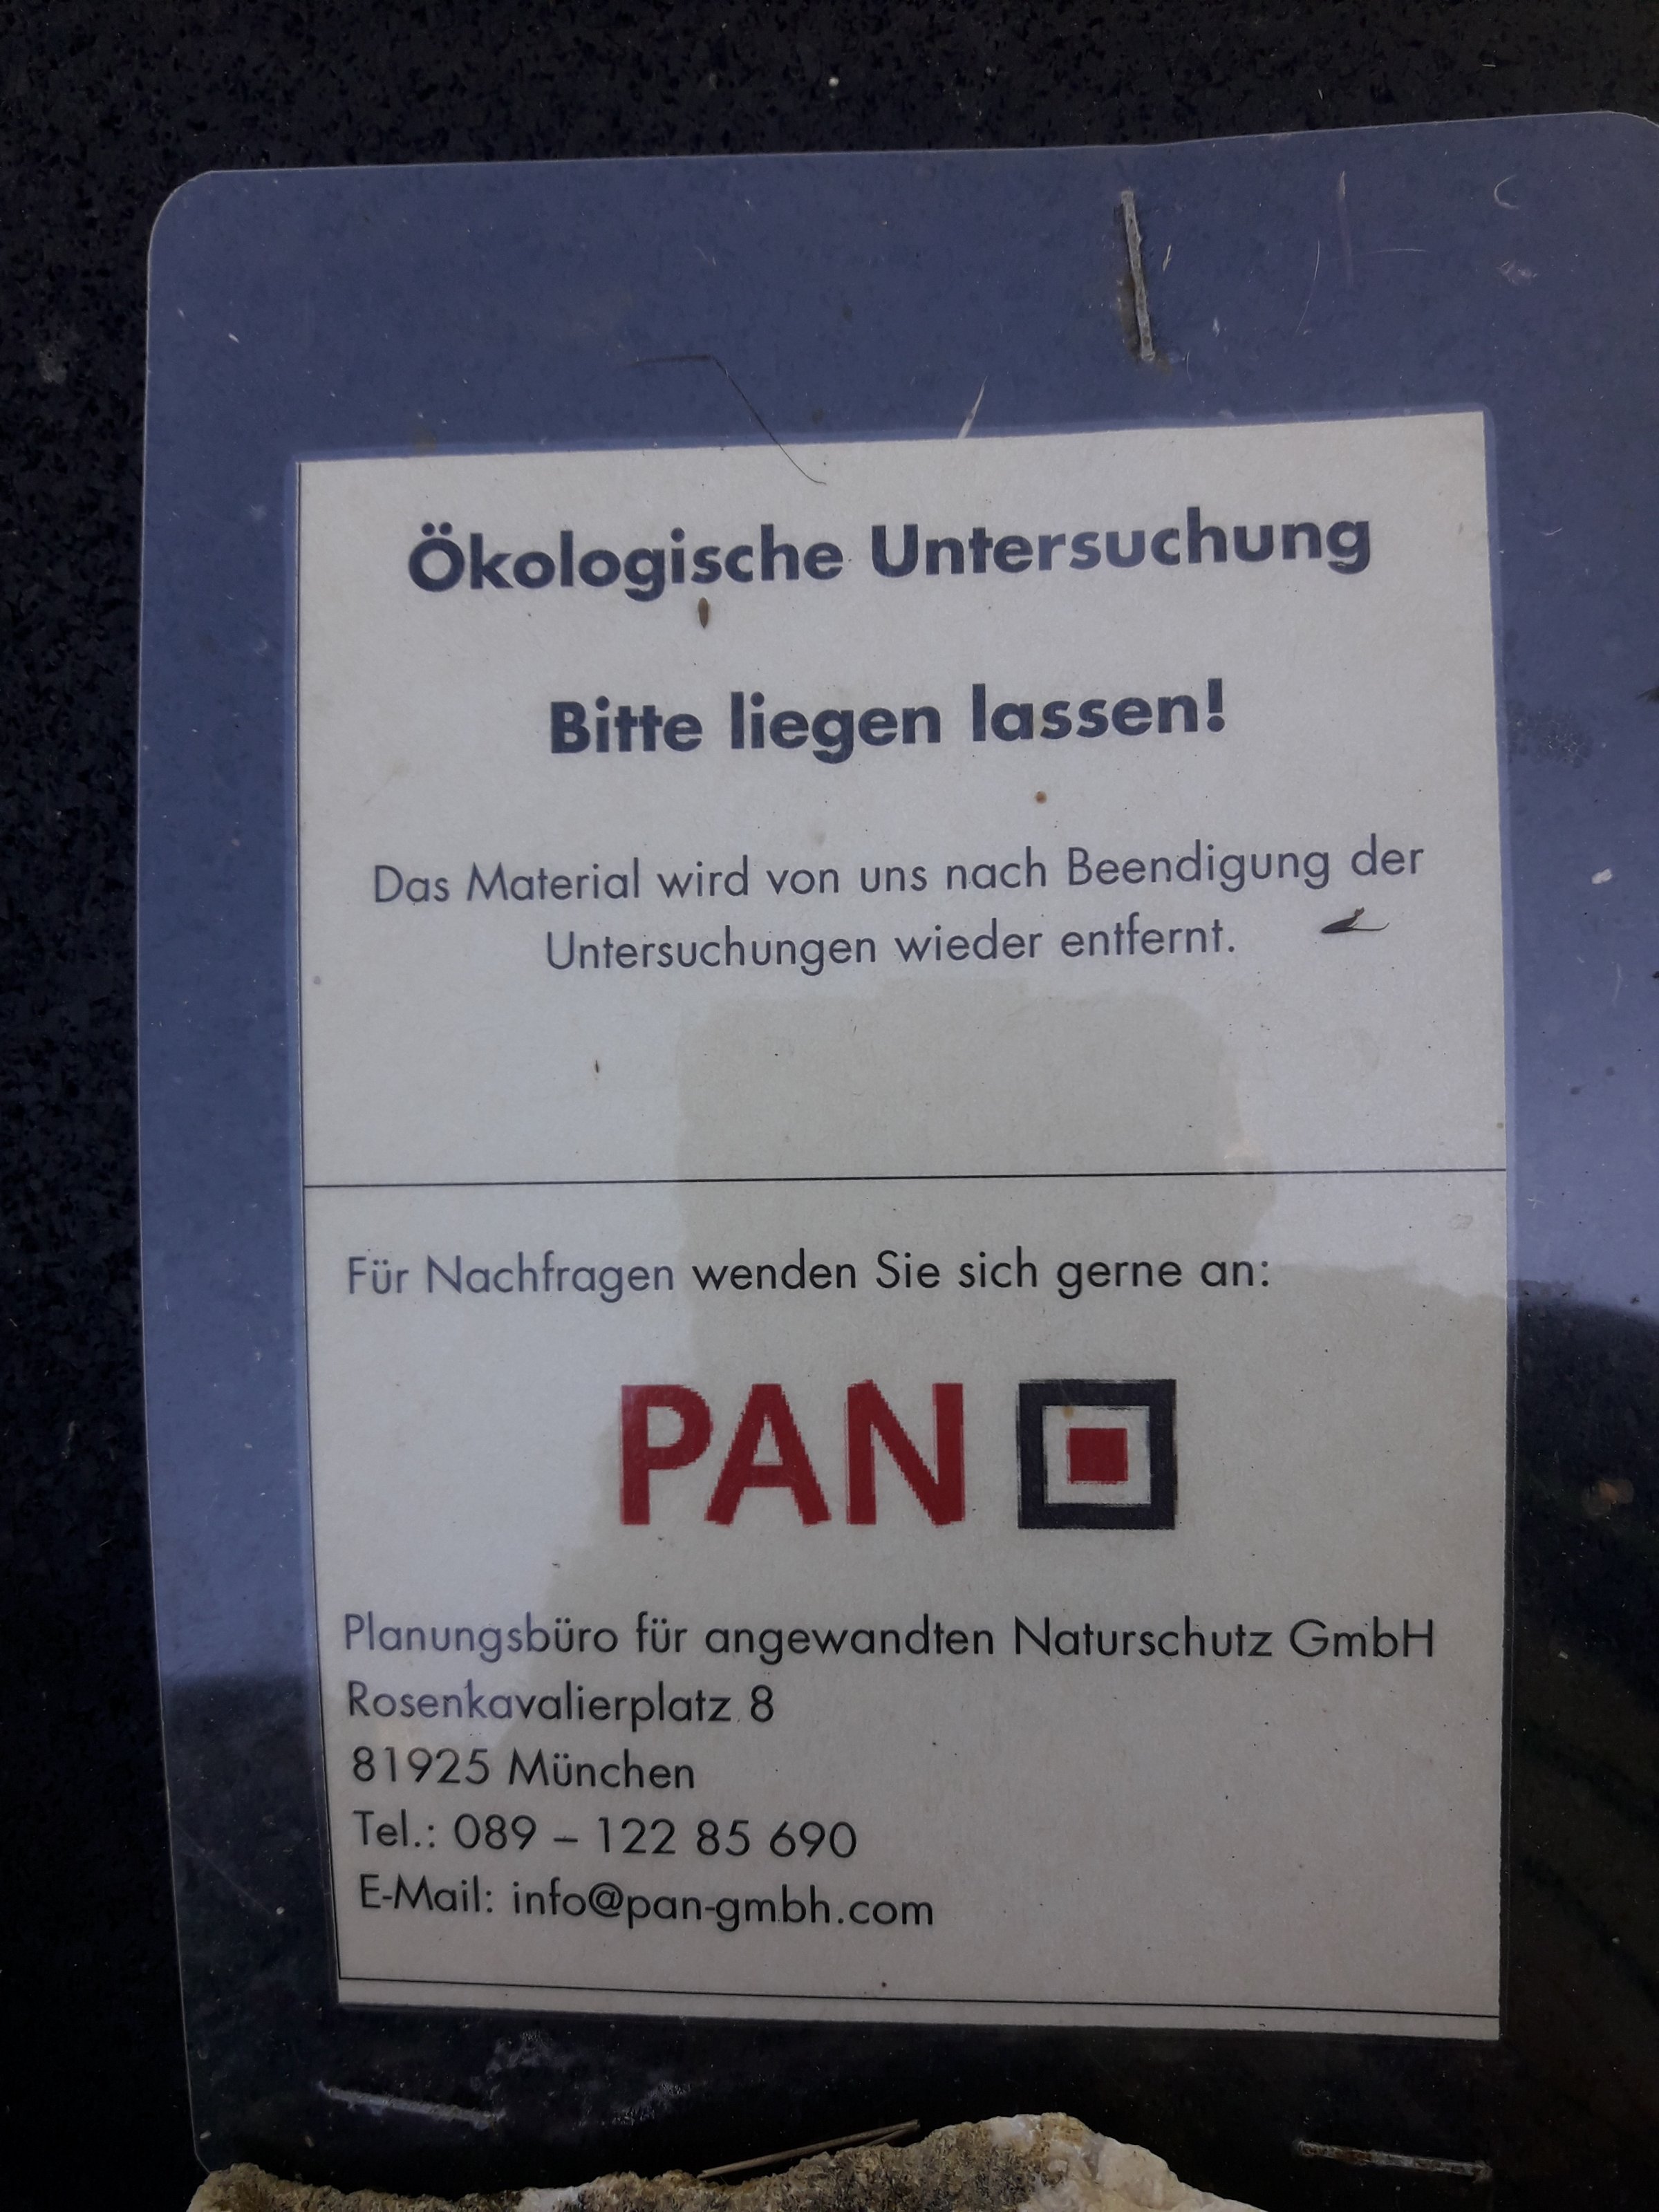 Ökologische Untersuchung
Bitte liegen lassen!
Das Material wird von uns nach Beendigung der
Untersuchungen wieder entfernt.
Für Nachfragen wenden Sie sich gerne an:
PAN
Planungsbüro für angewandten Naturschutz GmbH
Rosenkavalierplatz 8
81925 München
Tel.: 089 – 122 85 690
E-Mail: info@pan-gmbh.com